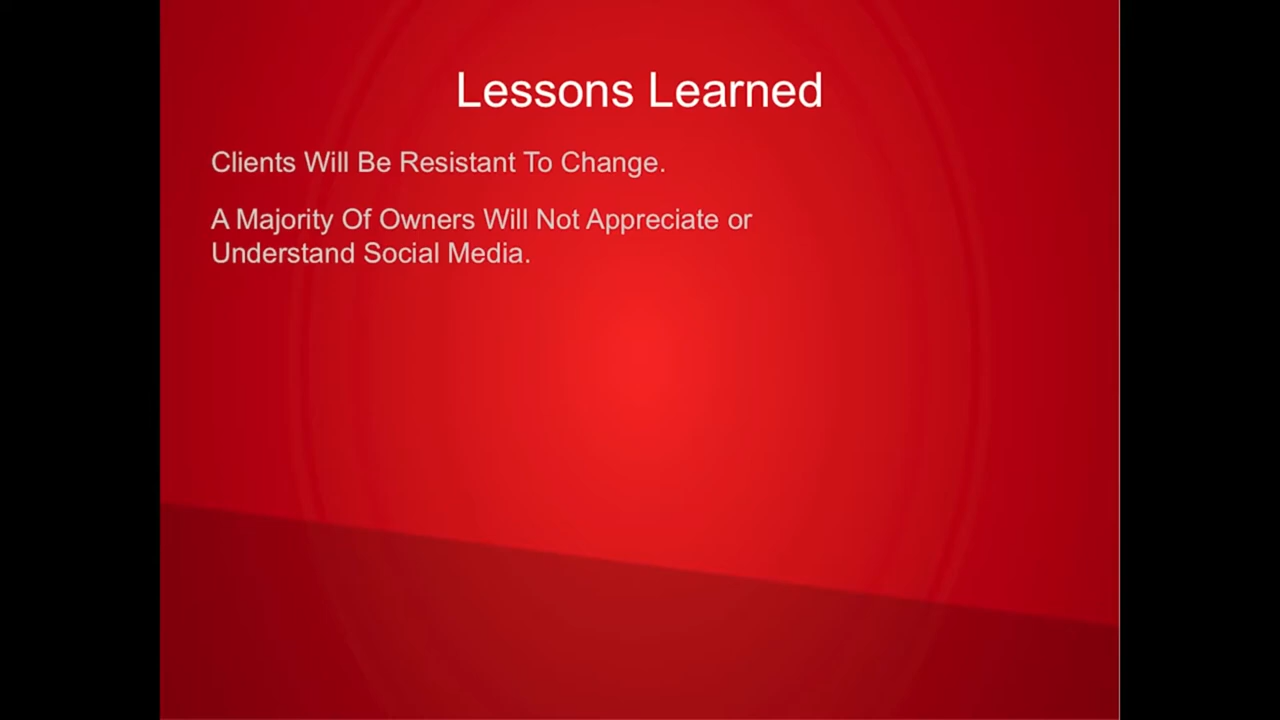 Lessons Learned
Clients Will Be Resistant To Change.
A Majority Of Owners Will Not Appreciate or
Understand Social Media.